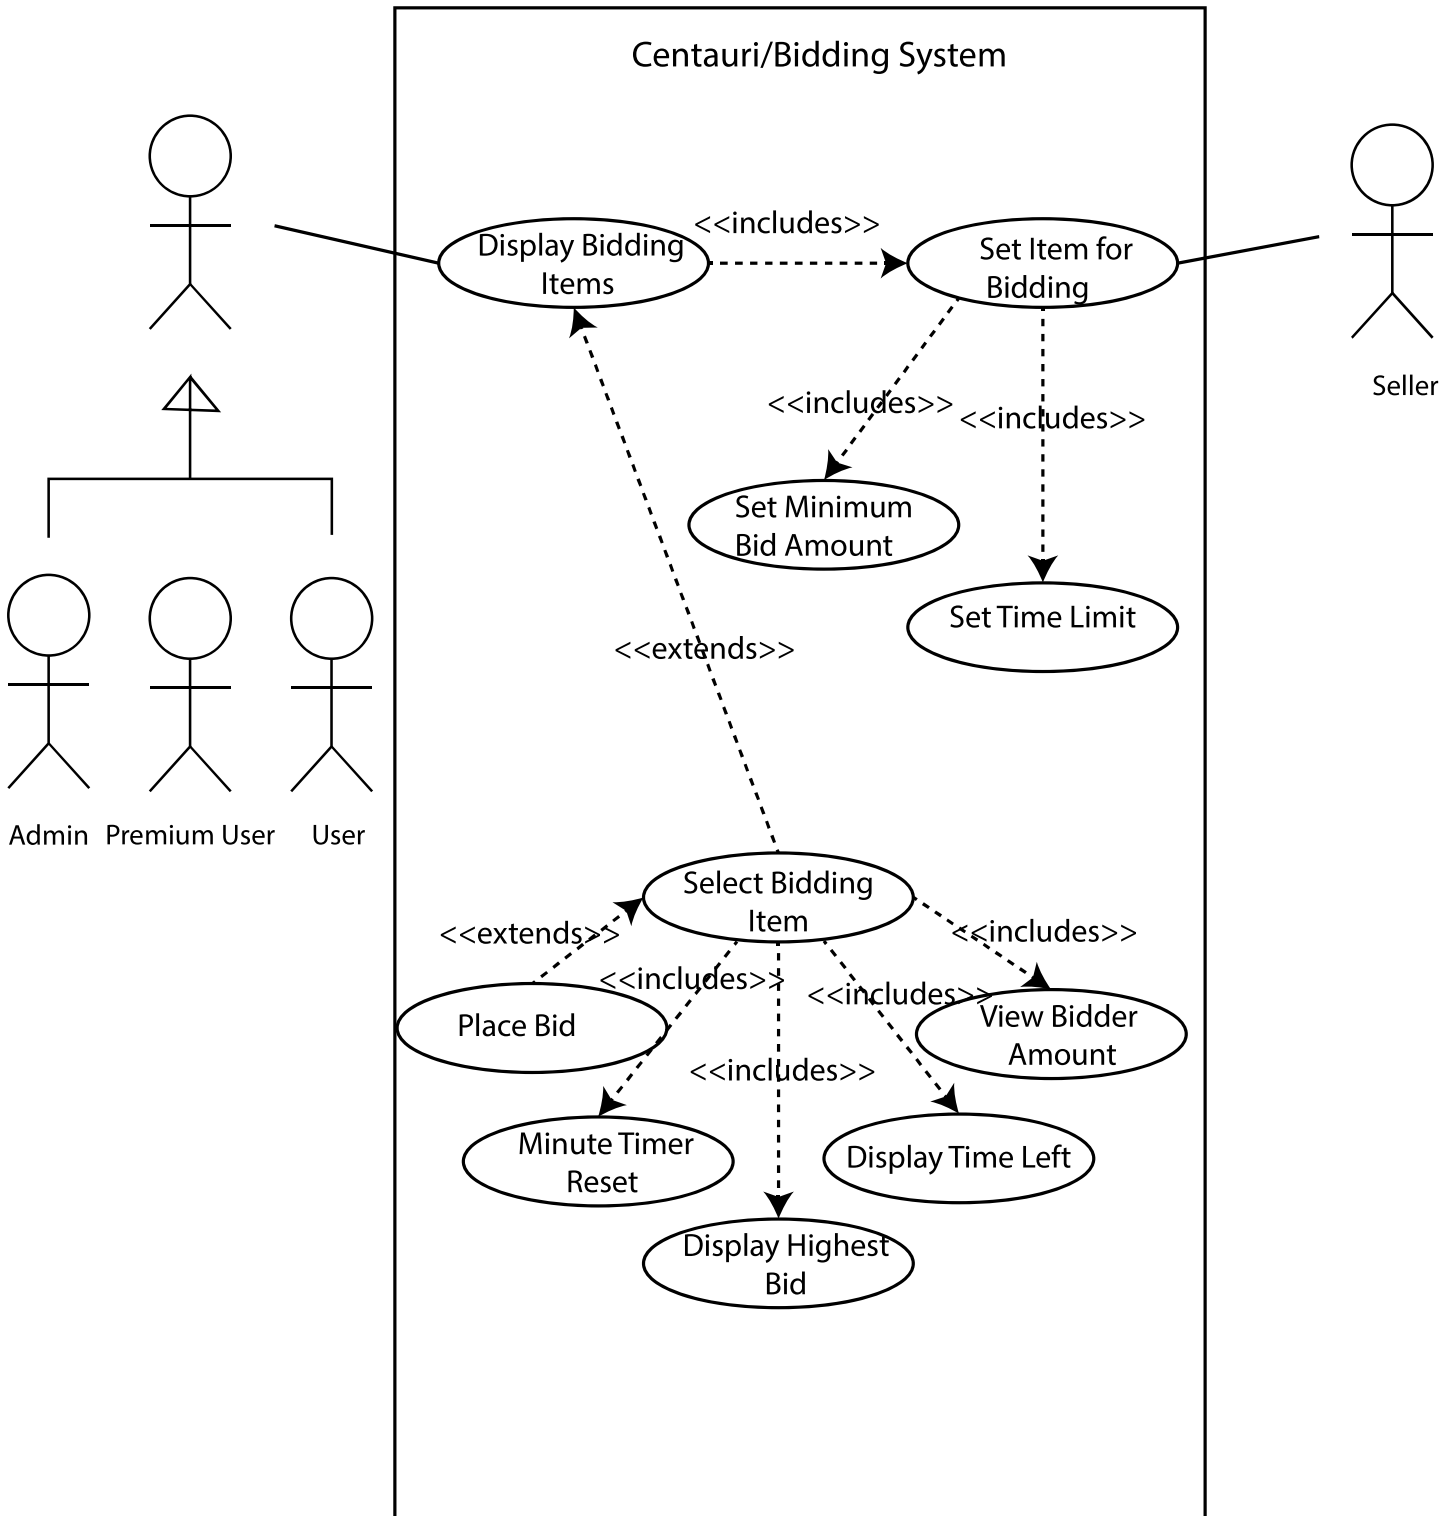 Centauri/Bidding System
<<includes>>
Display Bidding
Items
Set Item for
Bidding
Seller
<<includes>>
<<includes>>
Set Minimum
Bid Amount
Set Time Limit
<<extends>>
Admin
Premium User
User
Select Bidding
Item
<<extends>>
<<includes>>
<<includes>>
<<includes>>
Place Bid
View Bidder
Amount
<<includes>>
Minute Timer
Reset
Display Time Left
Display Highest
Bid